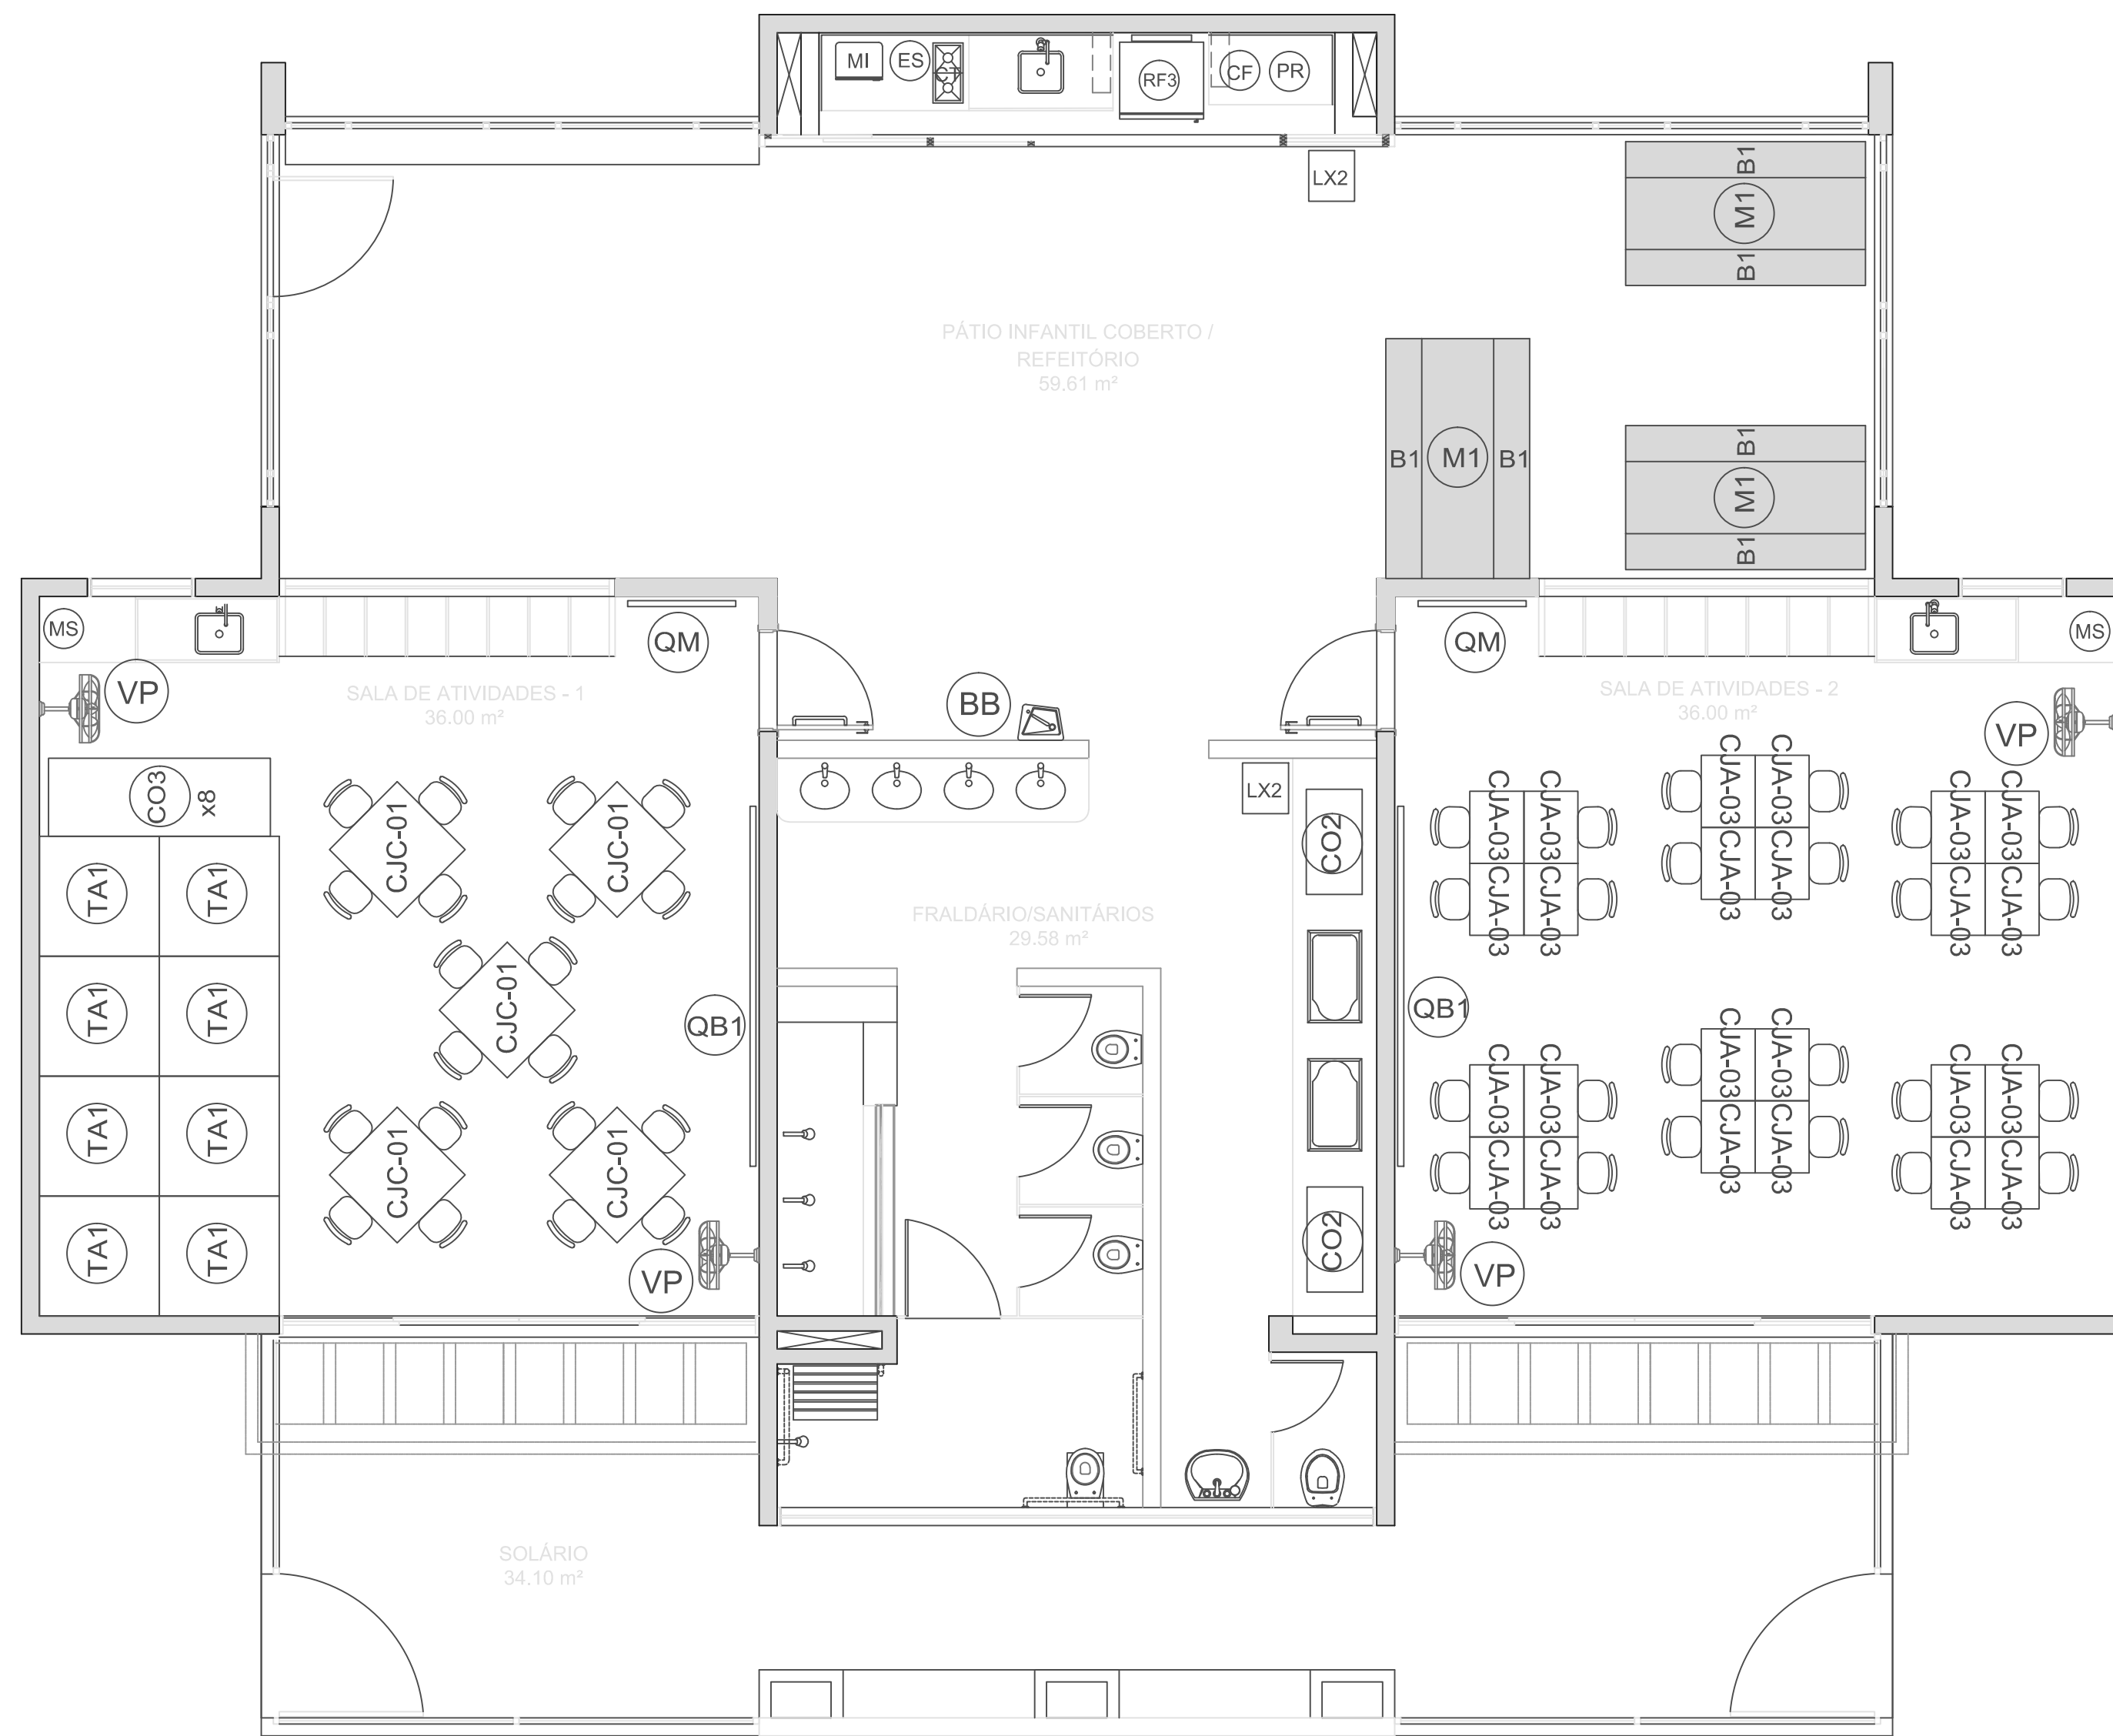 MI
ES
CT
RF3
CF
PR
LX2
B1
M1
B1
PÁTIO INFANTIL COBERTO /
REFEITÓRIO
59.61 m²
B1
M1
B1
B1
M1
B1
MS
QM
QM
MS
VP
SALA DE ATIVIDADES - 1
36.00 m²
BB
SALA DE ATIVIDADES - 2
36.00 m²
VP
CO3
x8
LX2
CJC-01
CJC-01
CO2
CJA-03
CJA-03
CJA-03
CJA-03
CJA-03
CJA-03
CJA-03
CJA-03
CJA-03
CJA-03
CJA-03
CJA-03
TA1
TA1
FRALDÁRIO/SANITÁRIOS
29.58 m²
TA1
TA1
CJC-01
QB1
QB1
CJA-03
CJA-03
CJA-03
CJA-03
CJA-03
CJA-03
CJA-03
CJA-03
CJA-03
CJA-03
CJA-03
CJA-03
TA1
TA1
CJC-01
CJC-01
TA1
TA1
VP
CO2
VP
SOLÁRIO
34.10 m²